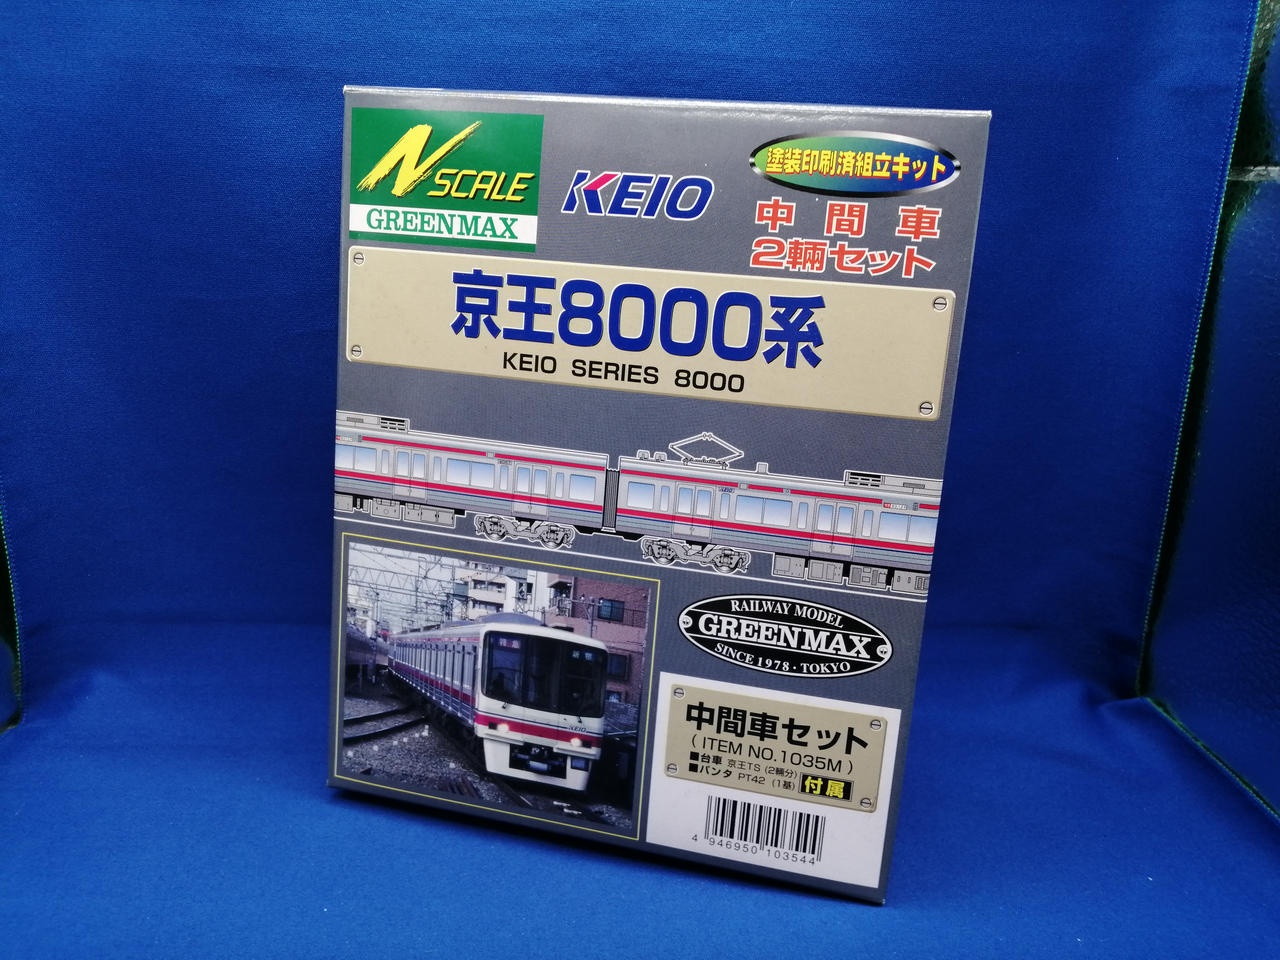 N SCALE
GREENMAX
KEIO
塗装印刷済組立キット
中間車
2輛セット
京王8000系
KEIO SERIES 8000
KEIO
RAILWAY MODEL
GREENMAX
SINCE 1978・TOKYO
中間車セット
(ITEM NO.1035M)
■台車 京王TS (2輛分)
■パンタ PT42 (1基) 付属
4 946950 103544